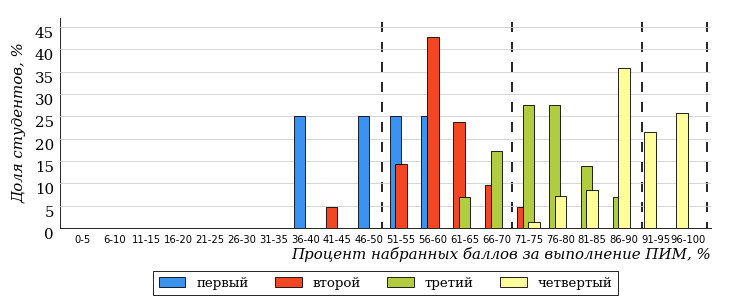 Доля студентов, %
45
40
35
30
25
20
15
10
5
0
0-5 6-10 11-15 16-20 21-25 26-30 31-35 36-40 41-45 46-50 51-55 56-60 61-65 66-70 71-75 76-80 81-85 86-90 91-95 96-100
Процент набранных баллов за выполнение ПИМ, %
первый второй третий четвертый